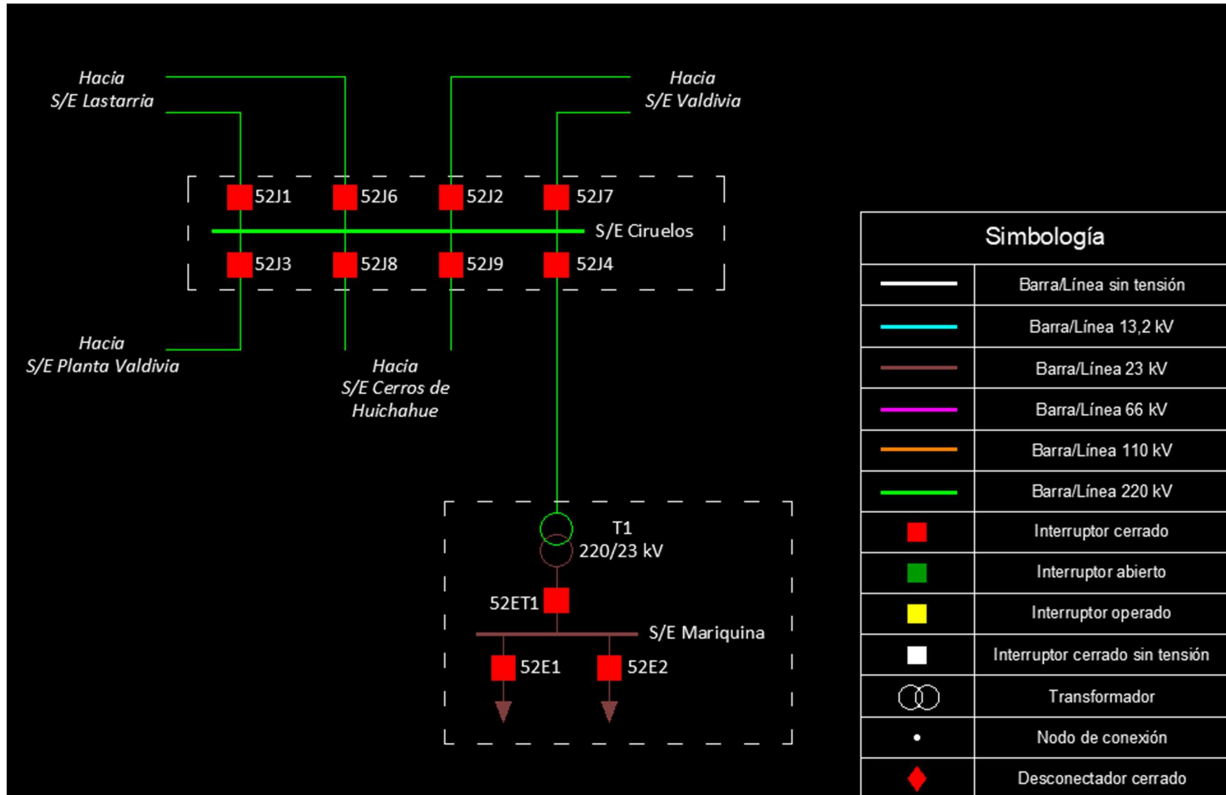 Hacia
S/E Lastarria
Hacia
S/E Valdivia
52J1
52J6
52J2
52J7
S/E Ciruelos
52J3
52J8
52J9
52J4
Hacia
S/E Planta Valdivia
Hacia
S/E Cerros de
Huichahue
T1
220/23 kV
52ET1
S/E Mariquina
52E1
52E2
Simbología
Barra/Línea sin tensión
Barra/Línea 13,2 kV
Barra/Línea 23 kV
Barra/Línea 66 kV
Barra/Línea 110 kV
Barra/Línea 220 kV
Interruptor cerrado
Interruptor abierto
Interruptor operado
Interruptor cerrado sin tensión
Transformador
Nodo de conexión
Desconectador cerrado